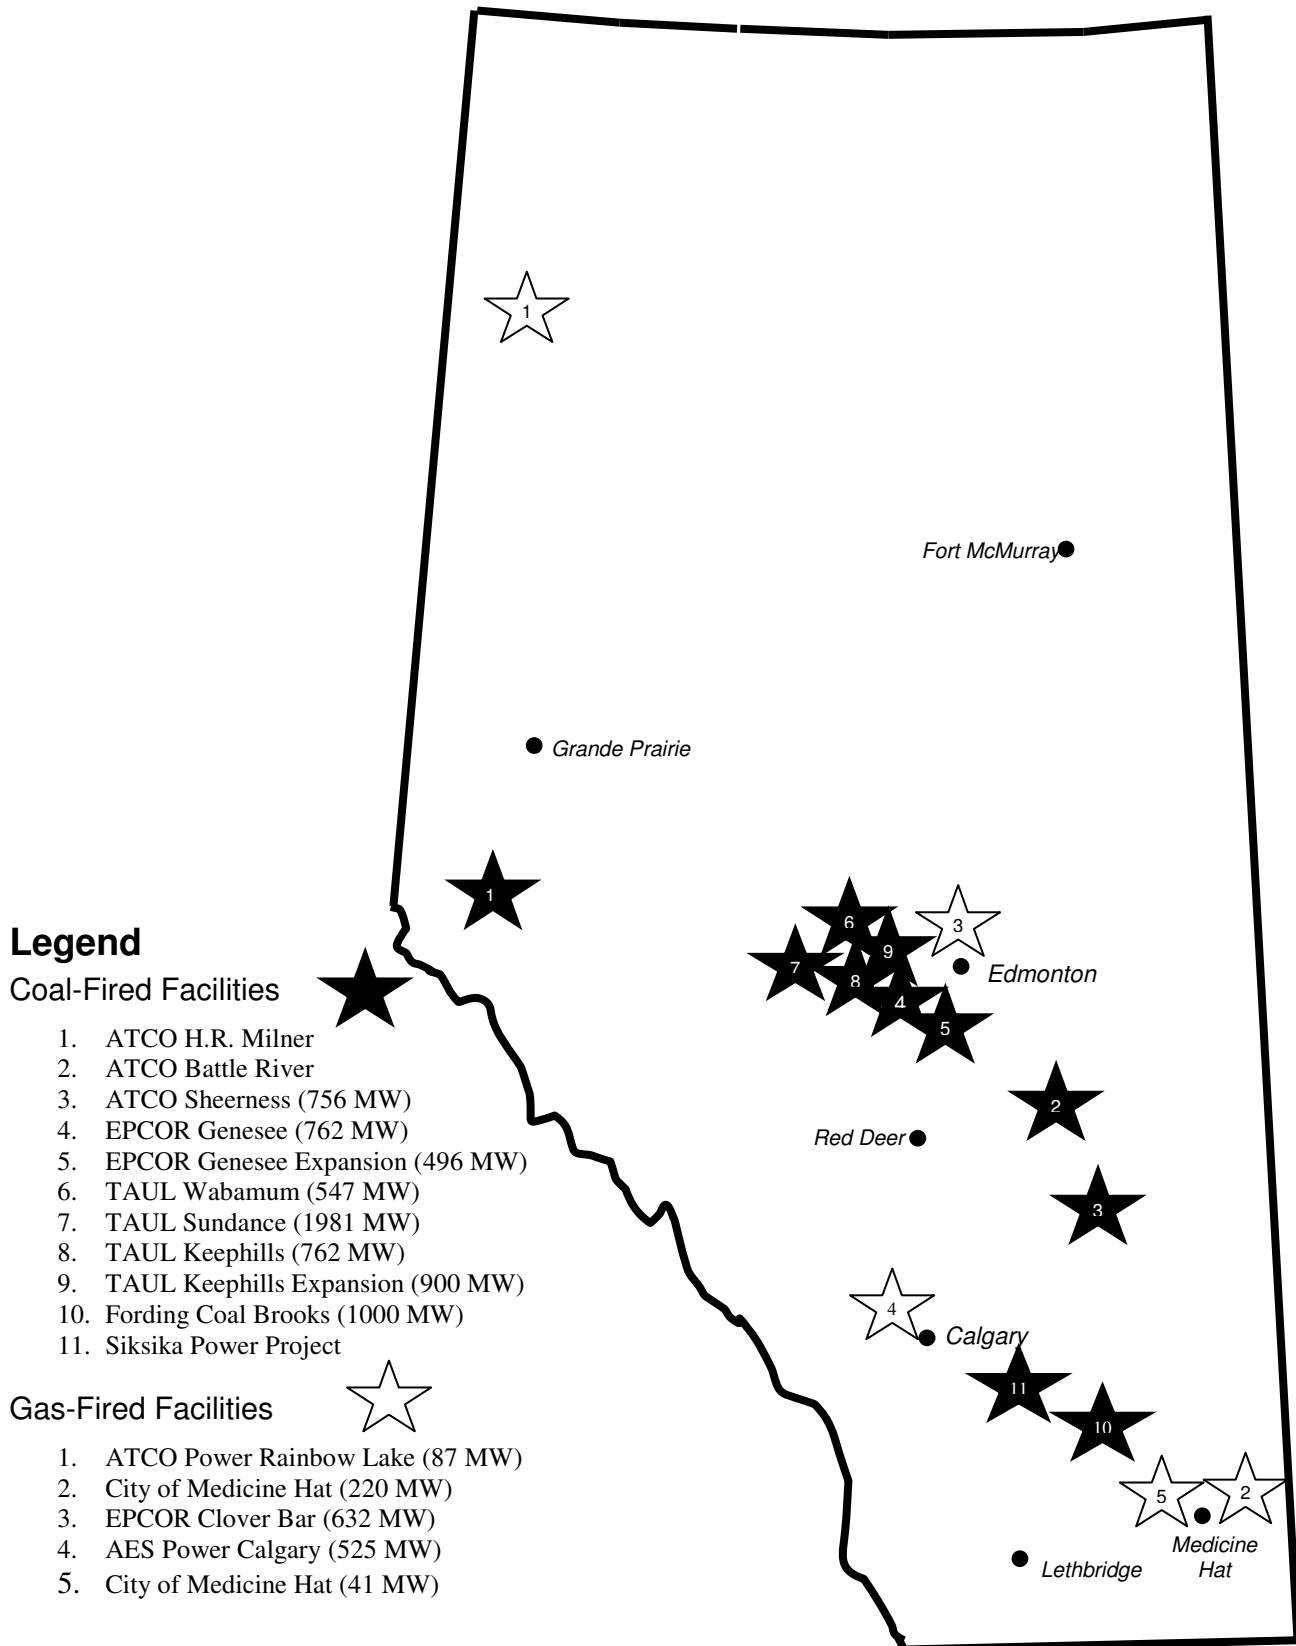 1
Fort McMurray
Grande Prairie
1
6
3
9
7
8
Edmonton
4
5
2
Red Deer
3
4
Calgary
11
10
5
2
Medicine
Hat
Lethbridge
Legend
Coal-Fired Facilities
1. ATCO H.R. Milner
2. ATCO Battle River
3. ATCO Sheerness (756 MW)
4. EPCOR Genesee (762 MW)
5. EPCOR Genesee Expansion (496 MW)
6. TAUL Wabamum (547 MW)
7. TAUL Sundance (1981 MW)
8. TAUL Keephills (762 MW)
9. TAUL Keephills Expansion (900 MW)
10. Fording Coal Brooks (1000 MW)
11. Siksika Power Project
Gas-Fired Facilities
1. ATCO Power Rainbow Lake (87 MW)
2. City of Medicine Hat (220 MW)
3. EPCOR Clover Bar (632 MW)
4. AES Power Calgary (525 MW)
5. City of Medicine Hat (41 MW)